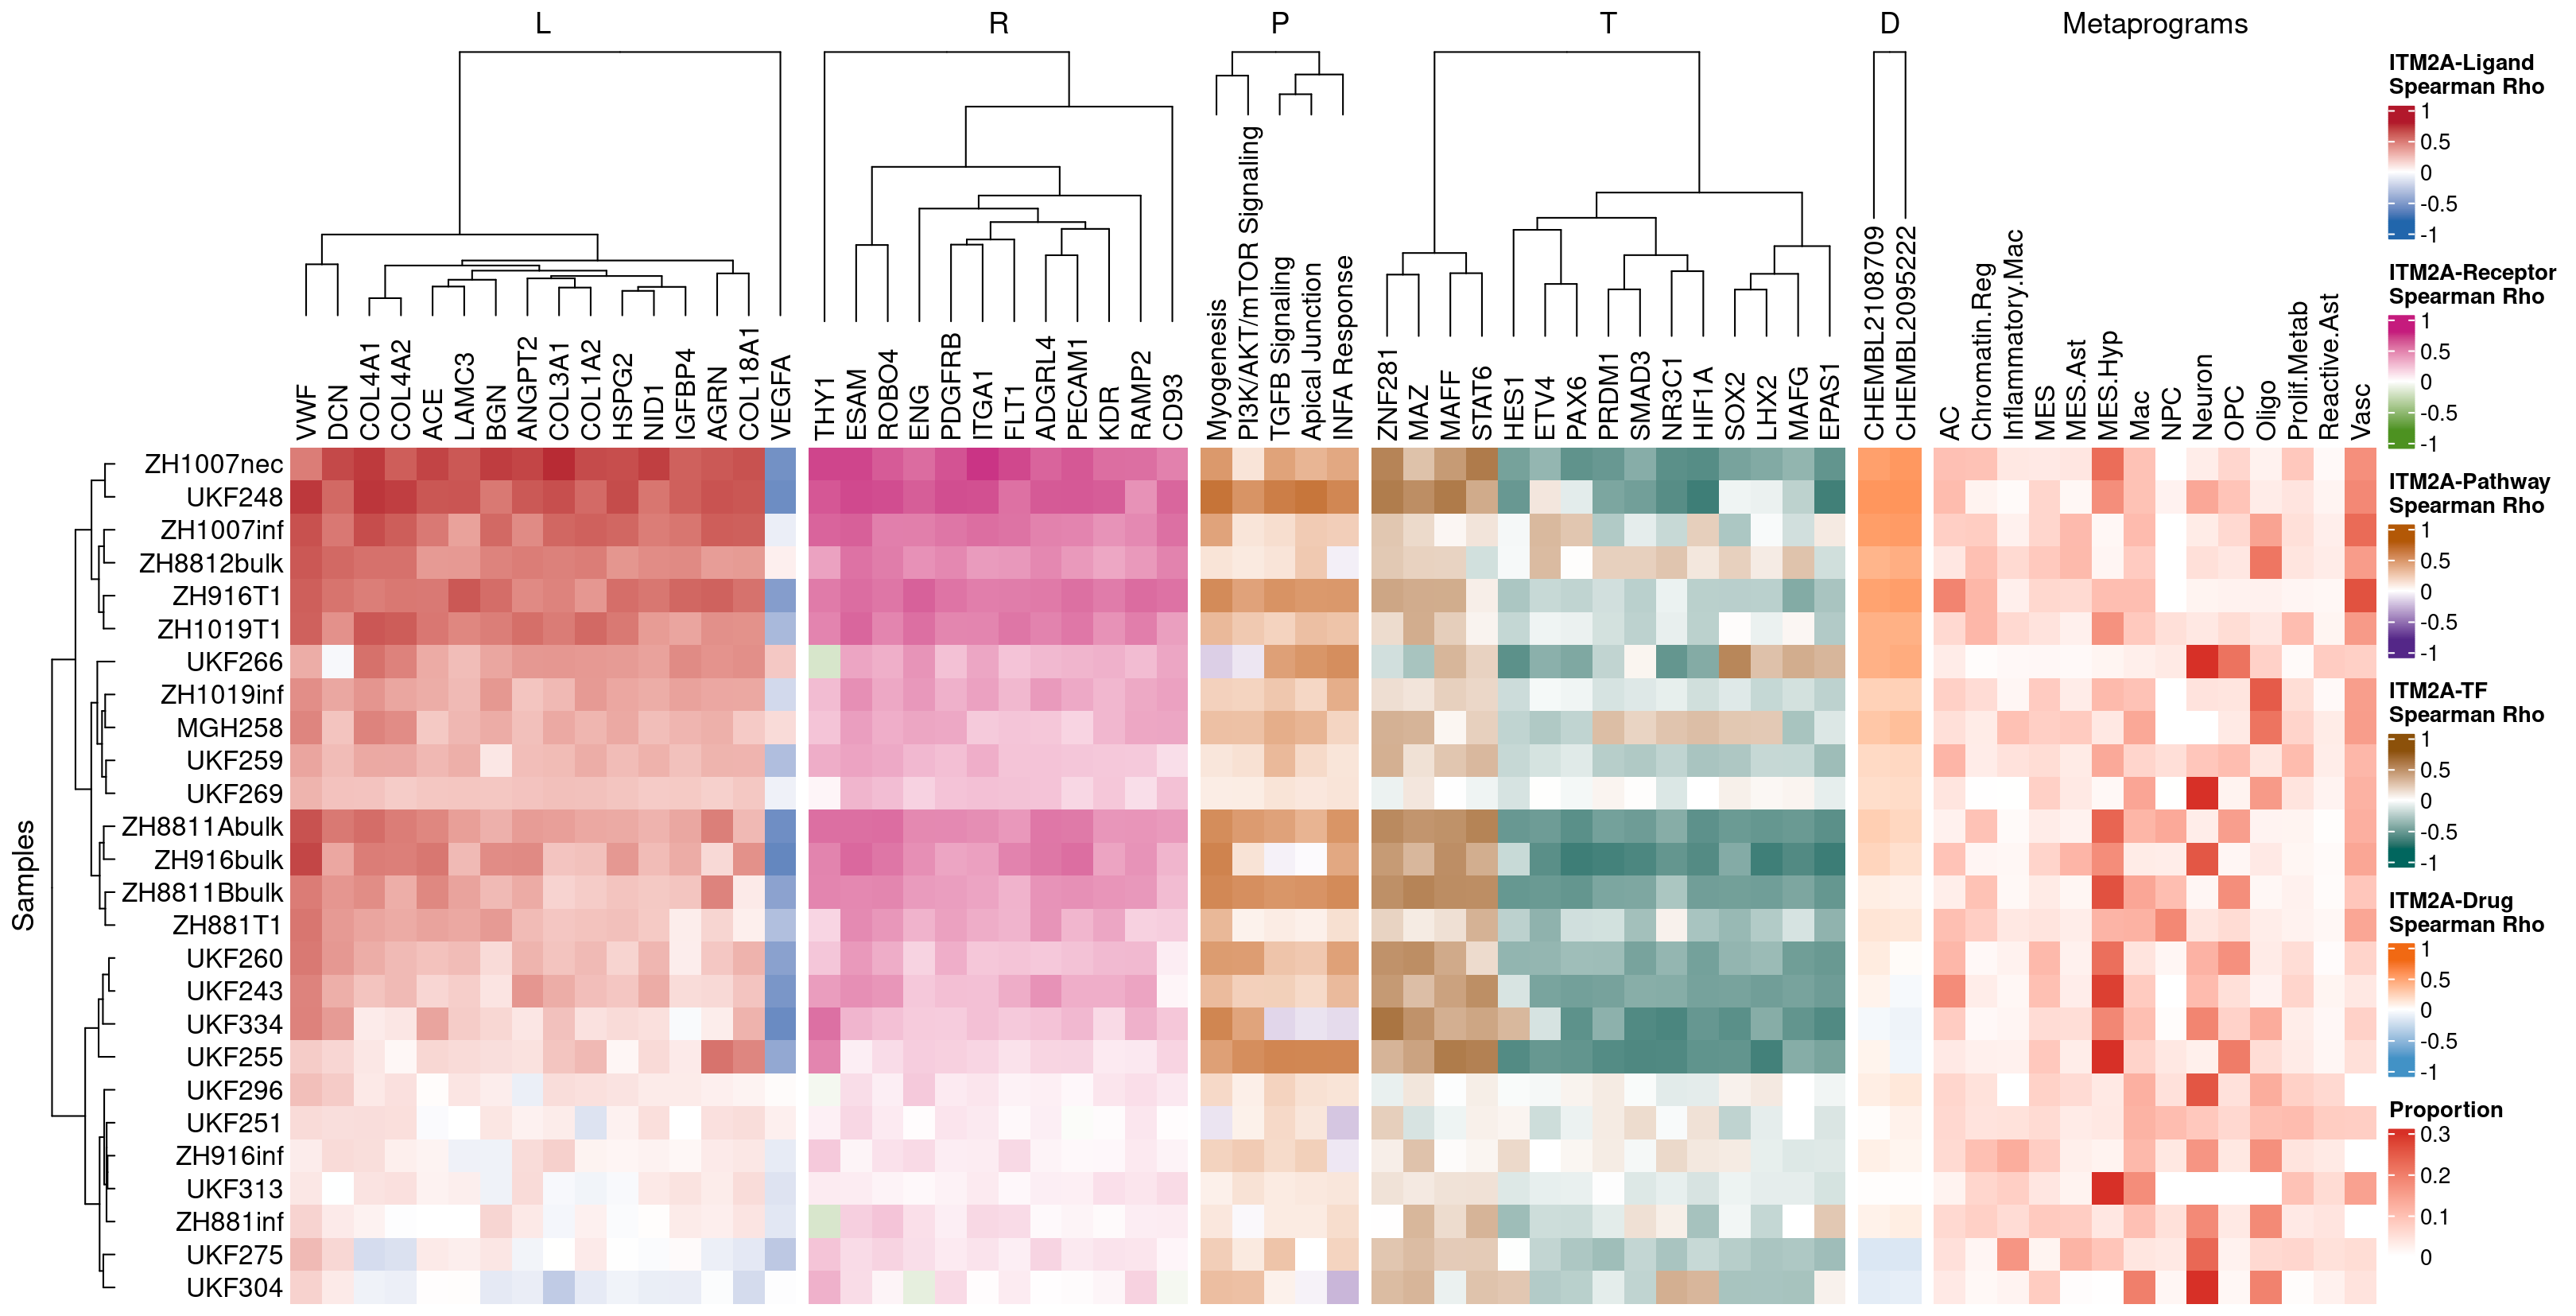 L R P T D Metaprograms
VWF
DCN
COL4A1
COL4A2
ACE
LAMC3
BGN
ANGPT2
COL3A1
COL1A2
HSPG2
NID1
IGFBP4
AGRN
COL18A1
VEGFA
THY1
ESAM
ROBO4
ENG
PDGFRB
ITGA1
FLT1
ADGRL4
PECAM1
KDR
RAMP2
CD93
Myogenesis
PI3K/AKT/mTOR Signaling
TGFB Signaling
Apical Junction
INFA Response
ZNF281
MAZ
MAFF
STAT6
HES1
ETV4
PAX6
PRDM1
SMAD3
NR3C1
HIF1A
SOX2
LHX2
MAFG
EPAS1
CHEMBL2108709
CHEMBL2095222
AC
Chromatin.Reg
Inflammatory.Mac
MES
MES.Ast
MES.Hyp
Mac
NPC
Neuron
OPC
Oligo
Prolif.Metab
Reactive.Ast
Vasc
Samples
ZH1007nec
UKF248
ZH1007inf
ZH8812bulk
ZH916T1
ZH1019T1
UKF266
ZH1019inf
MGH258
UKF259
UKF269
ZH8811Abulk
ZH916bulk
ZH8811Bbulk
ZH881T1
UKF260
UKF243
UKF334
UKF255
UKF296
UKF251
ZH916inf
UKF313
ZH881inf
UKF275
UKF304
ITM2A-Ligand
Spearman Rho
1
0.5
0
-0.5
-1
ITM2A-Receptor
Spearman Rho
1
0.5
0
-0.5
-1
ITM2A-Pathway
Spearman Rho
1
0.5
0
-0.5
-1
ITM2A-TF
Spearman Rho
1
0.5
0
-0.5
-1
ITM2A-Drug
Spearman Rho
1
0.5
0
-0.5
-1
Proportion
0.3
0.2
0.1
0